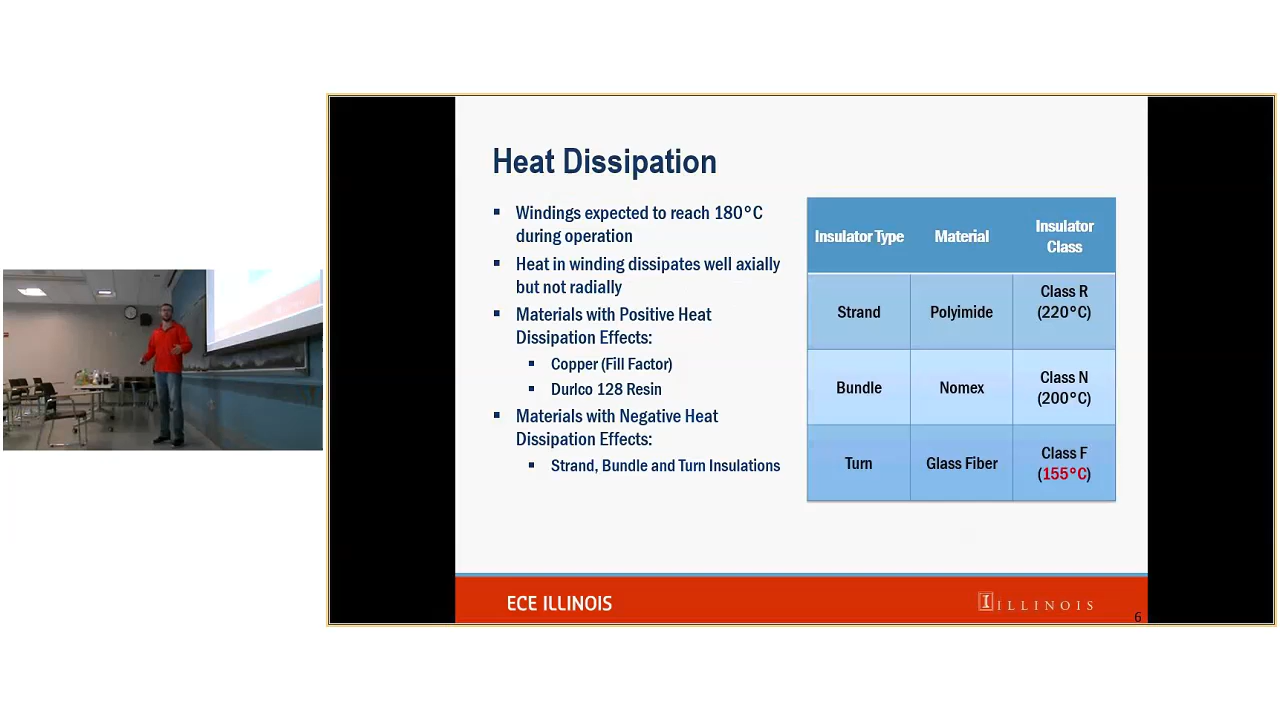 Heat Dissipation
▪ Windings expected to reach 180°C
during operation
▪ Heat in winding dissipates well axially
but not radially
▪ Materials with Positive Heat
Dissipation Effects:
▪ Copper (Fill Factor)
▪ Durlco 128 Resin
▪ Materials with Negative Heat
Dissipation Effects:
▪ Strand, Bundle and Turn Insulations
Insulator Type Material Insulator
Class
Strand Polyimide Class R
(220°C)
Bundle Nomex Class N
(200°C)
Turn Glass Fiber Class F
(155°C)
ECE ILLINOIS
I ILLINOIS
6